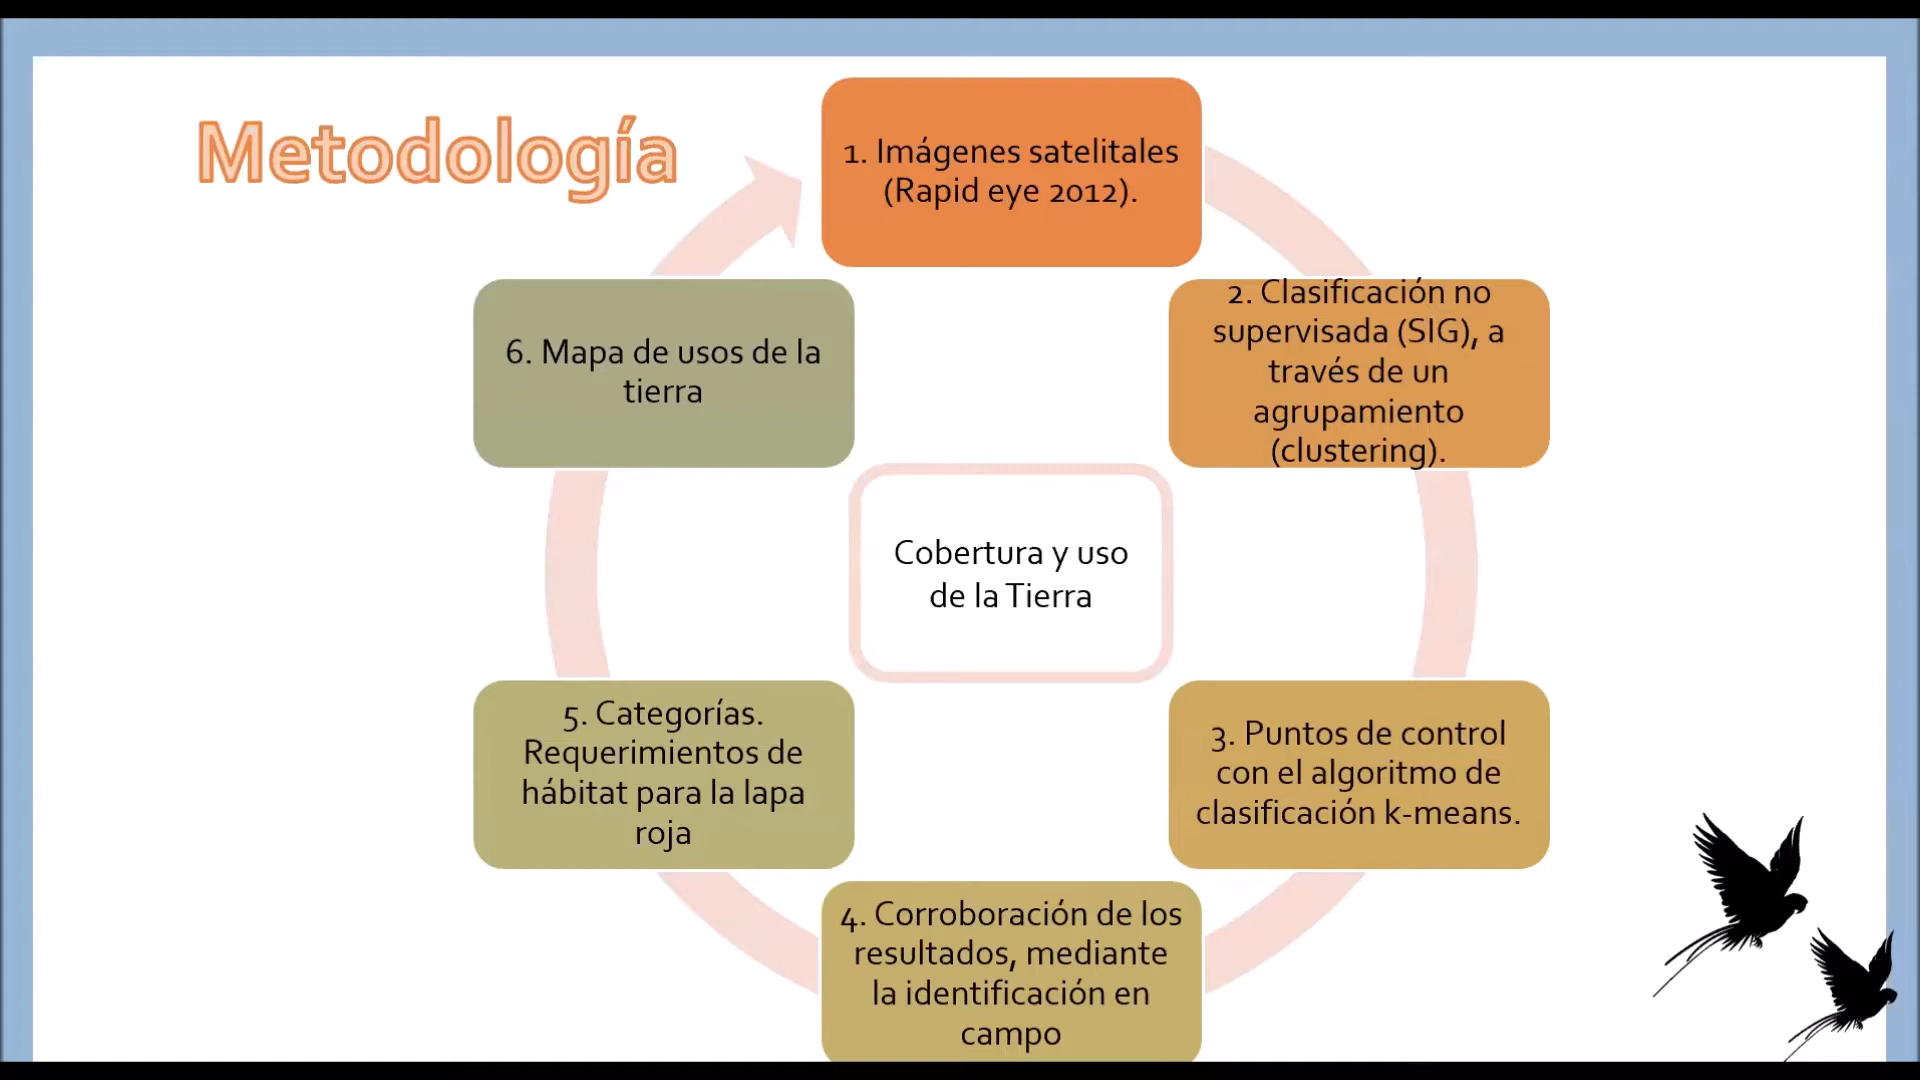 Metodología
1. Imágenes satelitales
(Rapid eye 2012).
2. Clasificación no
supervisada (SIG), a
través de un
agrupamiento
(clustering).
3. Puntos de control
con el algoritmo de
clasificación k-means.
4. Corroboración de los
resultados, mediante
la identificación en
campo
5. Categorías.
Requerimientos de
hábitat para la lapa
roja
6. Mapa de usos de la
tierra
Cobertura y uso
de la Tierra